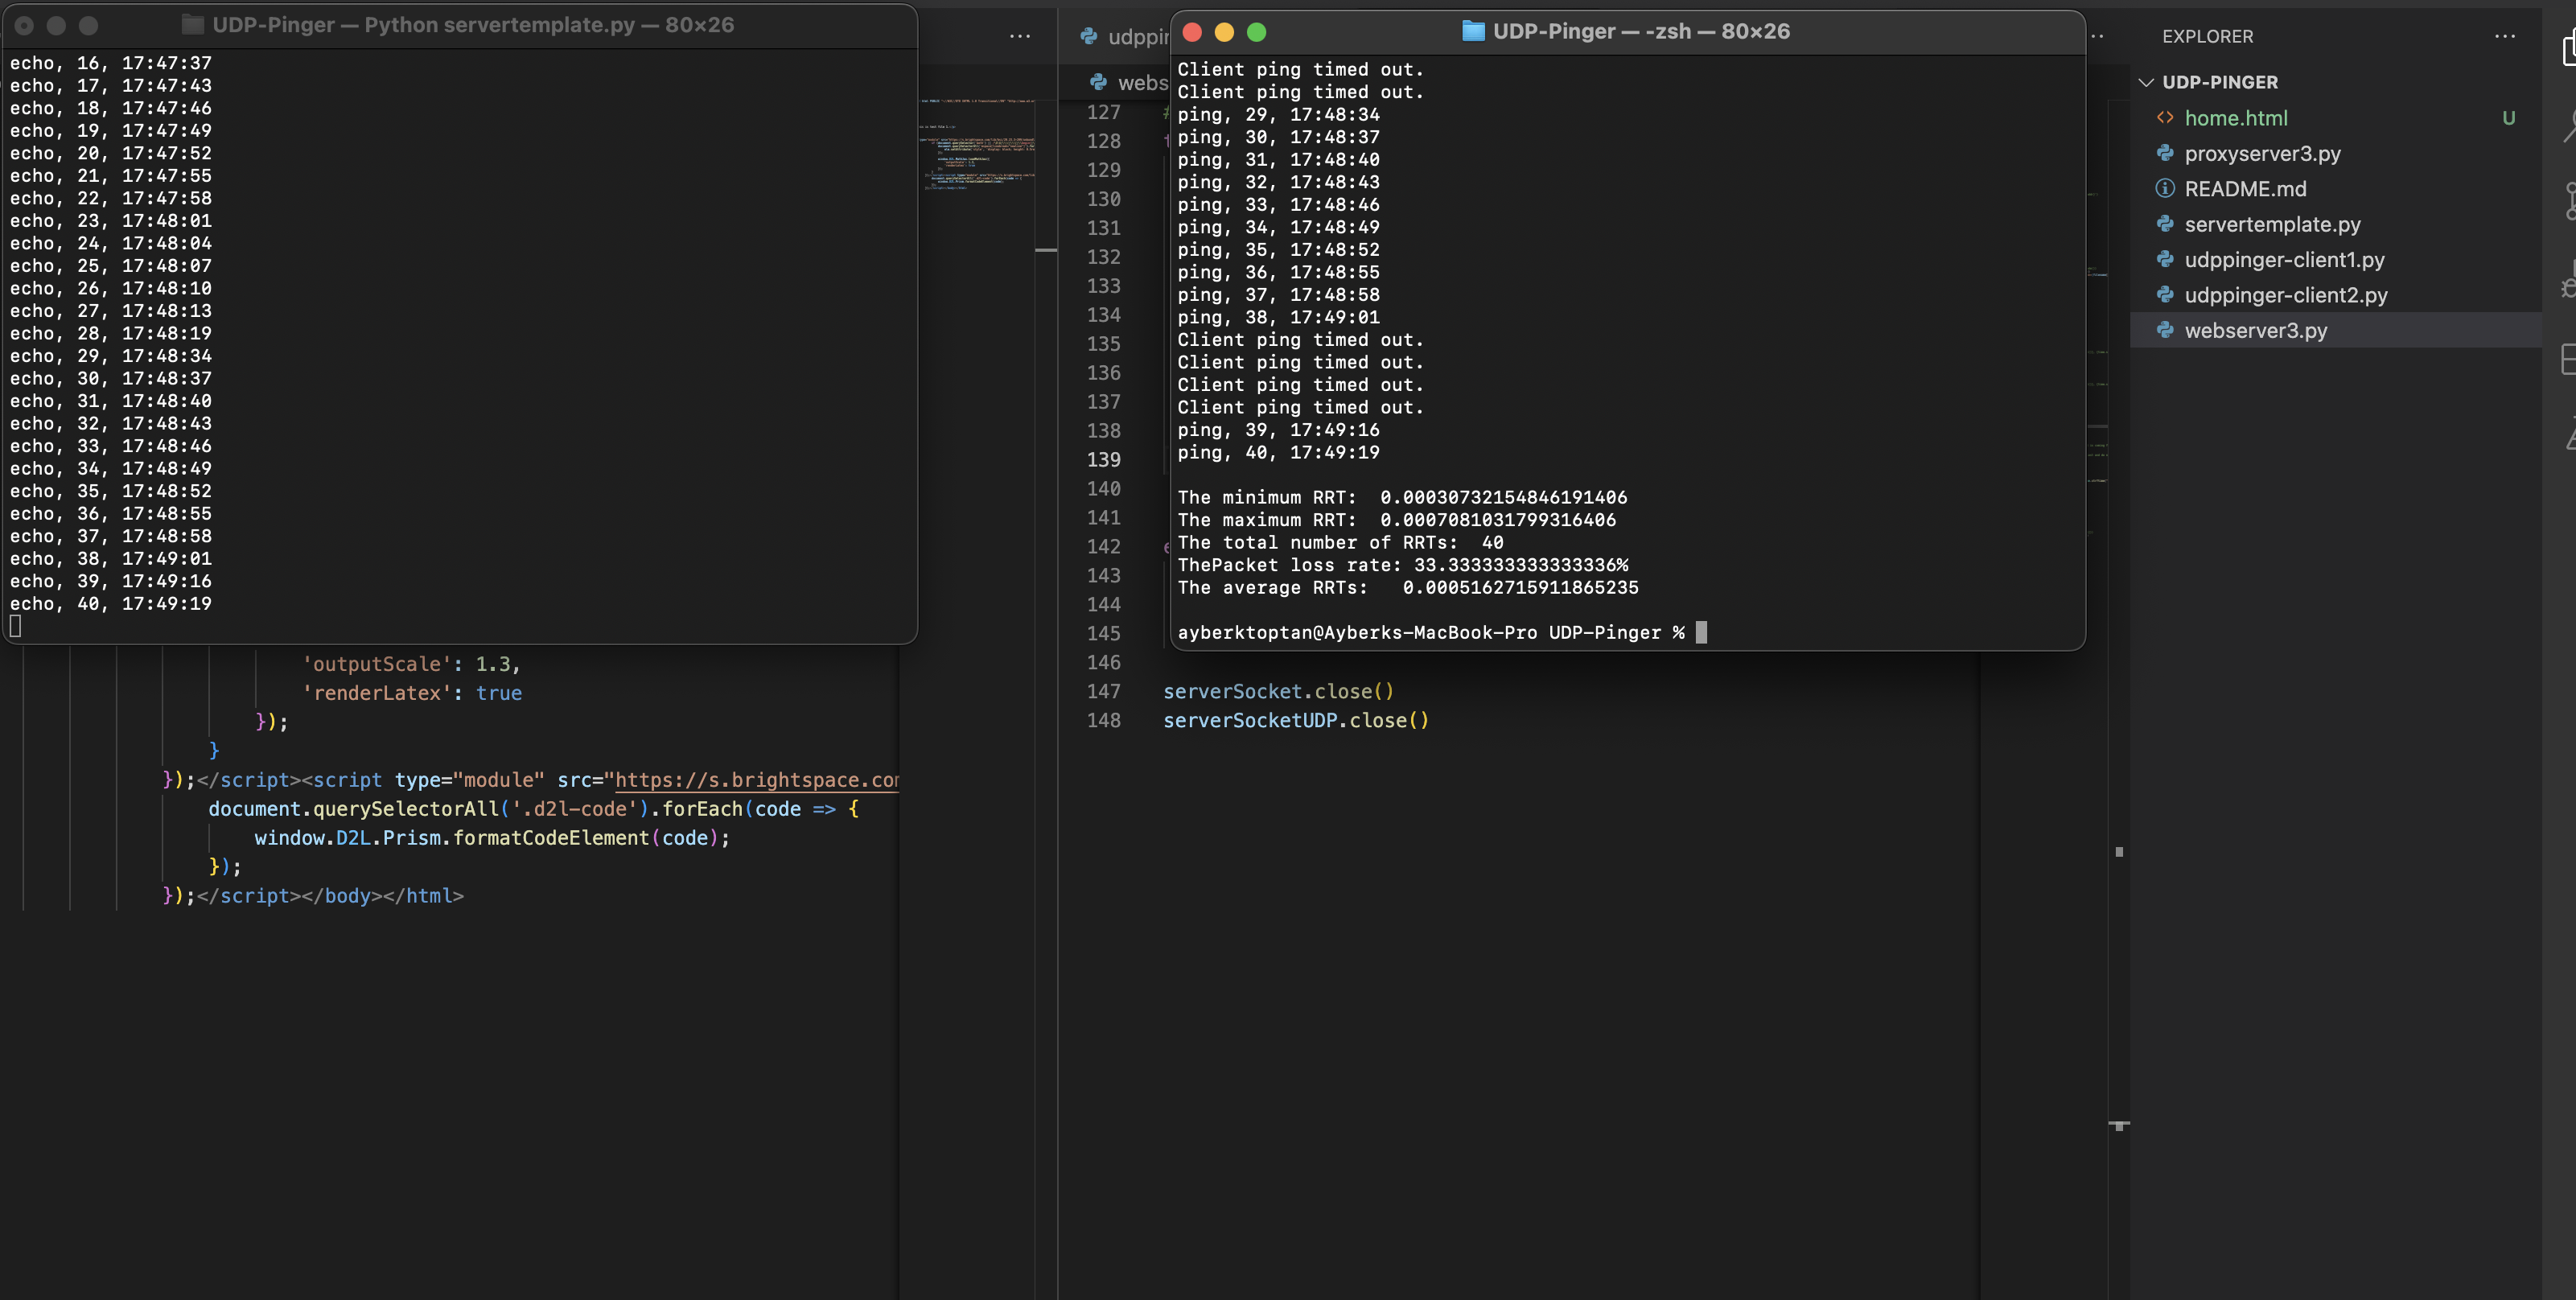 UDP-Pinger — Python servertemplate.py — 80×26
echo, 16, 17:47:37
echo, 17, 17:47:43
echo, 18, 17:47:46
echo, 19, 17:47:49
echo, 20, 17:47:52
echo, 21, 17:47:55
echo, 22, 17:47:58
echo, 23, 17:48:01
echo, 24, 17:48:04
echo, 25, 17:48:07
echo, 26, 17:48:10
echo, 27, 17:48:13
echo, 28, 17:48:19
echo, 29, 17:48:34
echo, 30, 17:48:37
echo, 31, 17:48:40
echo, 32, 17:48:43
echo, 33, 17:48:46
echo, 34, 17:48:49
echo, 35, 17:48:52
echo, 36, 17:48:55
echo, 37, 17:48:58
echo, 38, 17:49:01
echo, 39, 17:49:16
echo, 40, 17:49:19
'outputScale': 1.3,
'renderLatex': true
});
}
});</script><script type="module" src="https://s.brightspace.com
document.querySelectorAll('.d2l-code').forEach(code => {
window.D2L.Prism.formatCodeElement(code);
});
});</script></body></html>
udppin
webs
127 #
128 t
129
130
131
132
133
134
135
136
137
138
139
140
141
142 e
143
144
145
146
147 serverSocket.close()
148 serverSocketUDP.close()
UDP-Pinger — -zsh — 80×26
Client ping timed out.
Client ping timed out.
ping, 29, 17:48:34
ping, 30, 17:48:37
ping, 31, 17:48:40
ping, 32, 17:48:43
ping, 33, 17:48:46
ping, 34, 17:48:49
ping, 35, 17:48:52
ping, 36, 17:48:55
ping, 37, 17:48:58
ping, 38, 17:49:01
Client ping timed out.
Client ping timed out.
Client ping timed out.
Client ping timed out.
ping, 39, 17:49:16
ping, 40, 17:49:19
The minimum RRT:  0.00030732154846191406
The maximum RRT:  0.0007081031799316406
The total number of RRTs:  40
ThePacket loss rate: 33.333333333333336%
The average RRTs:   0.0005162715911865235
ayberktoptan@Ayberks-MacBook-Pro UDP-Pinger %
EXPLORER
UDP-PINGER
home.html U
proxyserver3.py
README.md
servertemplate.py
udppinger-client1.py
udppinger-client2.py
webserver3.py